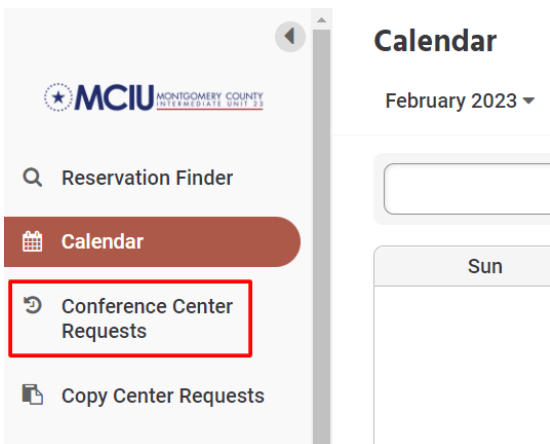 MCIU MONTGOMERY COUNTY
INTERMEDIATE UNIT 23
Reservation Finder
Calendar
Conference Center
Requests
Copy Center Requests
Calendar
February 2023
Sun